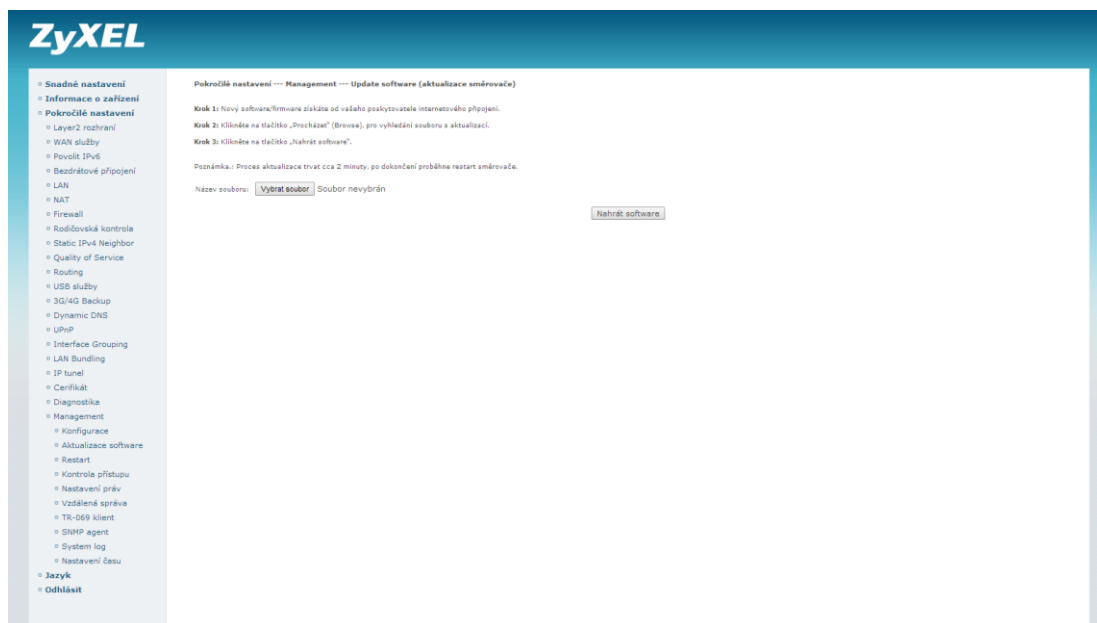 ZyXEL
Snadné nastavení
Informace o zařízení
Pokročilé nastavení
Layer2 rozhraní
WAN služby
Povolit IPv6
Bezdrátové připojení
LAN
NAT
Firewall
Rodičovská kontrola
Static IPv4 Neighbor
Quality of Service
Routing
USB služby
3G/4G Backup
Dynamic DNS
UPnP
Interface Grouping
LAN Bundling
IP tunel
Cerifikát
Diagnostika
Management
Konfigurace
Aktualizace software
Restart
Kontrola přístupu
Nastavení práv
Vzdálená správa
TR-069 klient
SNMP agent
System log
Nastavení času
Jazyk
Odhlásit
Pokročilé nastavení --- Management --- Update software (aktualizace směrovače)
Krok 1: Nový software/firmware získáte od vašeho poskytovatele internetového připojení.
Krok 2: Klikněte na tlačítko „Procházet" (Browse), pro vyhledání souboru s aktualizací.
Krok 3: Klikněte na tlačítko „Nahrát software".
Poznámka.: Proces aktualizace trvat cca 2 minuty, po dokončení proběhne restart směrovače.
Název souboru: Vybrat soubor Soubor nevybrán
Nahrát software